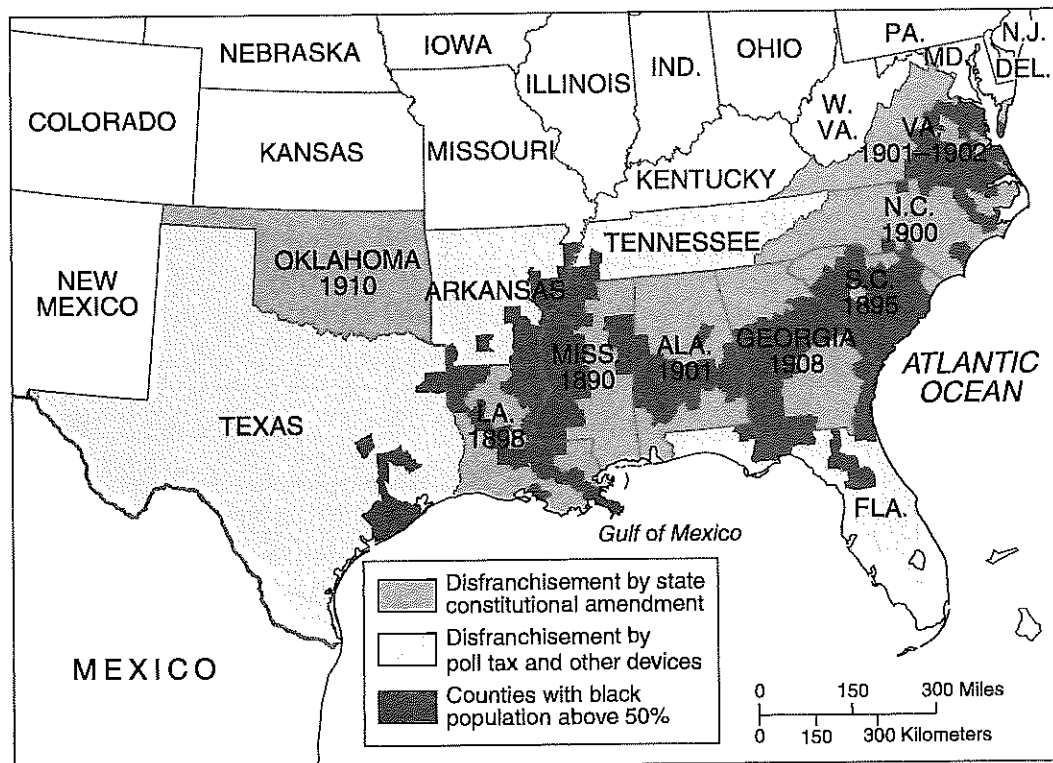 NEBRASKA
IOWA
ILLINOIS
IND.
OHIO
PA.
N.J.
MD.
DEL.
COLORADO
KANSAS
MISSOURI
W.
VA.
VA.
1901–1902
KENTUCKY
N.C.
1900
NEW
MEXICO
OKLAHOMA
1910
ARKANSAS
TENNESSEE
S.C.
1895
MISS.
1890
ALA.
1901
GEORGIA
1908
ATLANTIC
OCEAN
TEXAS
LA.
1898
FLA.
Gulf of Mexico
MEXICO
Disfranchisement by state
constitutional amendment
Disfranchisement by
poll tax and other devices
Counties with black
population above 50%
0 150 300 Miles
0 150 300 Kilometers